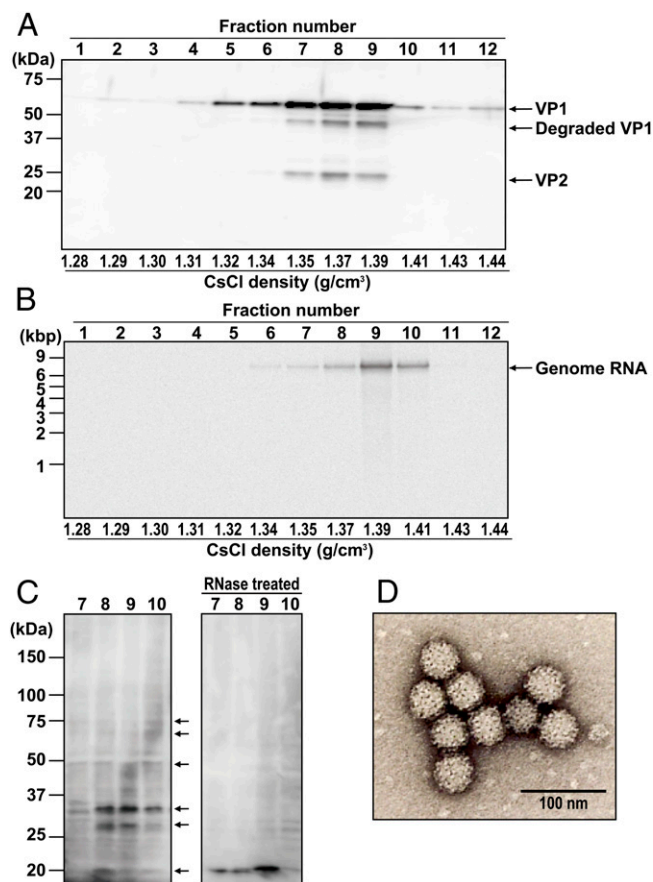 A
Fraction number
1 2 3 4 5 6 7 8 9 10 11 12
(kDa)
75
50
37
25
20
VP1
Degraded VP1
VP2
1.28 1.29 1.30 1.31 1.32 1.34 1.35 1.37 1.39 1.41 1.43 1.44
CsCl density (g/cm³)
B
Fraction number
1 2 3 4 5 6 7 8 9 10 11 12
(kbp)
9
6
5
4
3
2
1
Genome RNA
1.28 1.29 1.30 1.31 1.32 1.34 1.35 1.37 1.39 1.41 1.43 1.44
CsCl density (g/cm³)
C
7 8 9 10
RNase treated
7 8 9 10
(kDa)
150
100
75
50
37
25
20
D
100 nm